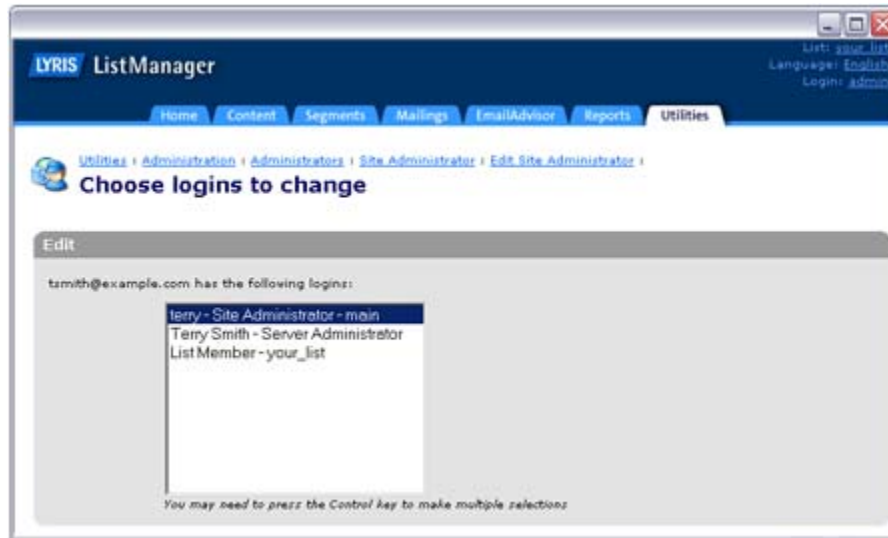 List: your_list
LYRIS ListManager
Language: English
Login: admin
Home Content Segments Mailings EmailAdvisor Reports Utilities
Utilities : Administration : Administrators : Site Administrator : Edit Site Administrator :
Choose logins to change
Edit
tsmith@example.com has the following logins:
terry - Site Administrator - main
Terry Smith - Server Administrator
List Member - your_list
You may need to press the Control key to make multiple selections